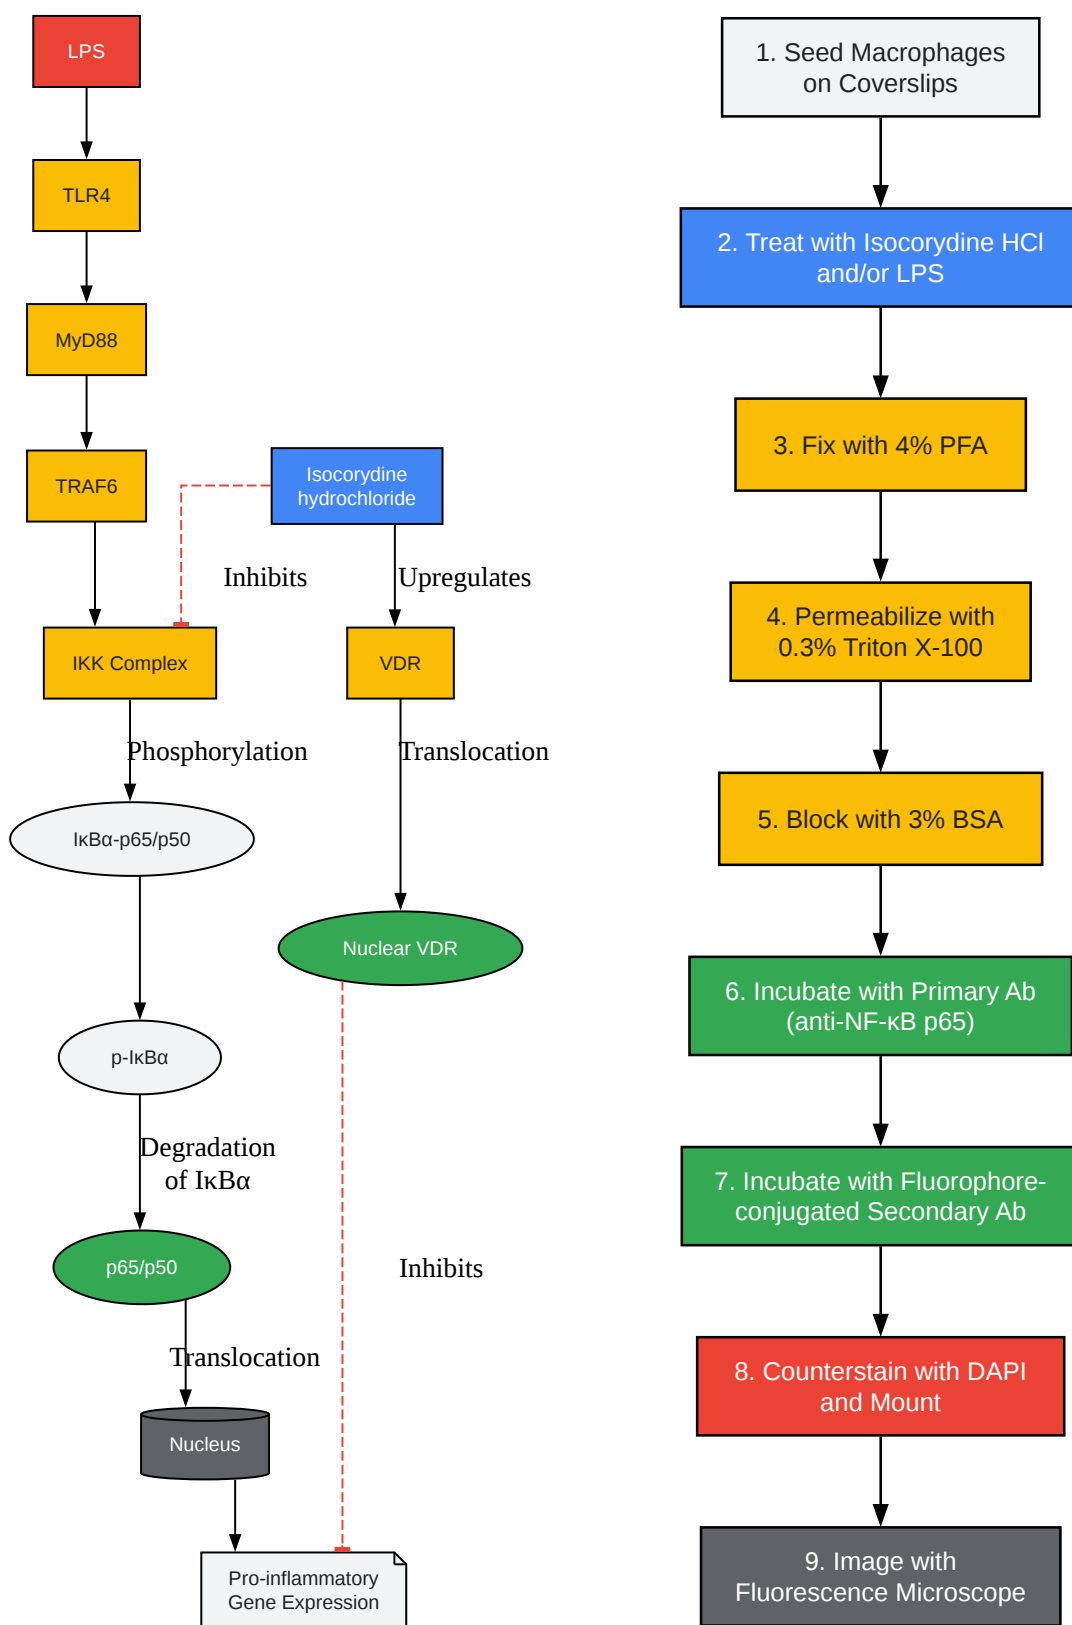 LPS
TLR4
MyD88
TRAF6
Isocorydine
hydrochloride
Inhibits
Upregulates
IKK Complex
VDR
Phosphorylation
Translocation
IκBα-p65/p50
Nuclear VDR
p-IκBα
Degradation
of IκBα
p65/p50
Inhibits
Translocation
Nucleus
Pro-inflammatory
Gene Expression
1. Seed Macrophages
on Coverslips
2. Treat with Isocorydine HCl
and/or LPS
3. Fix with 4% PFA
4. Permeabilize with
0.3% Triton X-100
5. Block with 3% BSA
6. Incubate with Primary Ab
(anti-NF-κB p65)
7. Incubate with Fluorophore-
conjugated Secondary Ab
8. Counterstain with DAPI
and Mount
9. Image with
Fluorescence Microscope